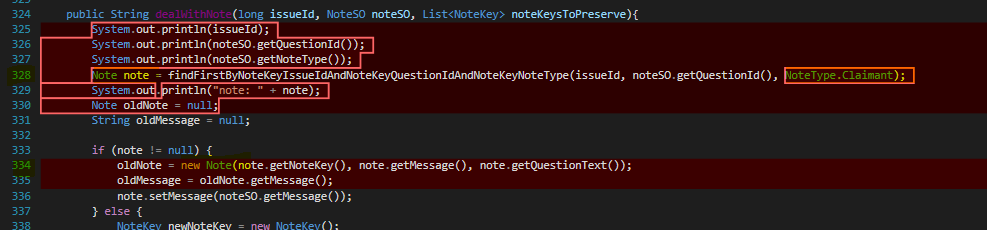 324 public String dealWithNote(long issueId, NoteSO noteSO, List<NoteKey> noteKeysToPreserve){
325 System.out.println(issueId);
326 System.out.println(noteSO.getQuestionId());
327 System.out.println(noteSO.getNoteType());
328 Note note = findFirstByNoteKeyIssueIdAndNoteKeyQuestionIdAndNoteKeyNoteType(issueId, noteSO.getQuestionId(), NoteType.Claimant);
329 System.out.println("note: " + note);
330 Note oldNote = null;
331 String oldMessage = null;
332
333 if (note != null) {
334 oldNote = new Note(note.getNoteKey(), note.getMessage(), note.getQuestionText());
335 oldMessage = oldNote.getMessage();
336 note.setMessage(noteSO.getMessage());
337 } else {
338 NoteKey newNoteKey = new NoteKey();